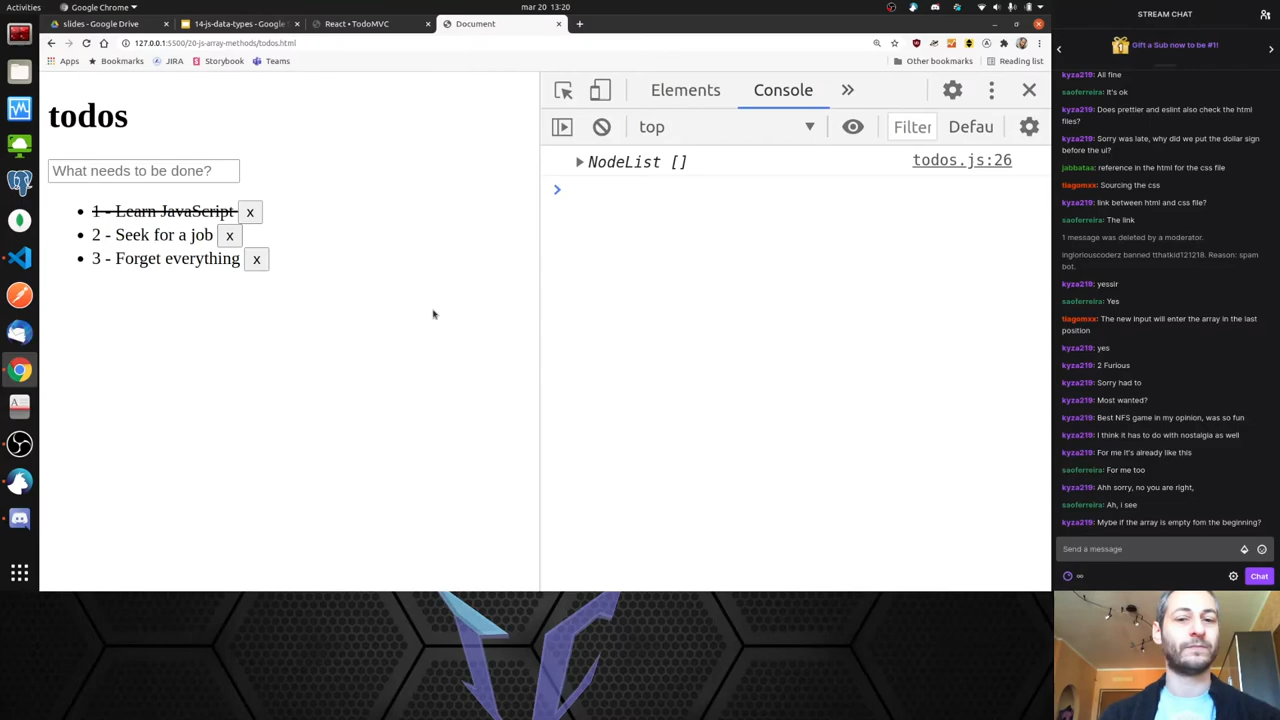 Activities
Google Chrome
mar 20 13:20
slides - Google Drive
14-js-data-types - Google S
React • TodoMVC
Document
127.0.0.1:5500/20-js-array-methods/todos.html
Apps
Bookmarks
JIRA
Storybook
Teams
Other bookmarks
Reading list
todos
What needs to be done?
1 - Learn JavaScript x
2 - Seek for a job x
3 - Forget everything x
Elements
Console
top
Filter
Defau
NodeList []
todos.js:26
STREAM CHAT
Gift a Sub now to be #1!
kyza219: All fine
saoferreira: It's ok
kyza219: Does prettier and eslint also check the html
files?
kyza219: Sorry was late, why did we put the dollar sign
before the ul?
jabbataa: reference in the html for the css file
tiagomxx: Sourcing the css
kyza219: link between html and css file?
saoferreira: The link
1 message was deleted by a moderator.
ingloriouscoderz banned tthatkid121218. Reason: spam
bot.
kyza219: yessir
saoferreira: Yes
tiagomxx: The new input will enter the array in the last
position
kyza219: yes
kyza219: 2 Furious
kyza219: Sorry had to
kyza219: Most wanted?
kyza219: Best NFS game in my opinion, was so fun
kyza219: I think it has to do with nostalgia as well
kyza219: For me it's already like this
saoferreira: For me too
kyza219: Ahh sorry, no you are right,
saoferreira: Ah, i see
kyza219: Mybe if the array is empty fom the beginning?
Send a message
Chat